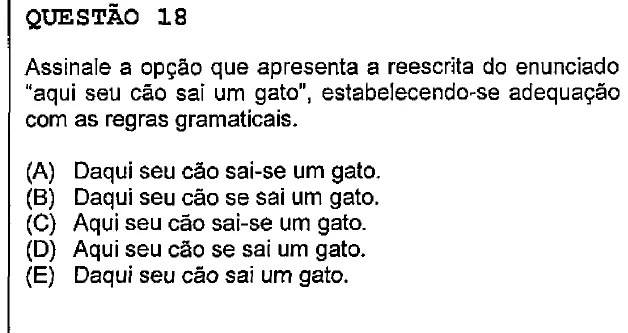 QUESTÃO 18
Assinale a opção que apresenta a reescrita do enunciado
"aqui seu cão sai um gato", estabelecendo-se adequação
com as regras gramaticais.
(A) Daqui seu cão sai-se um gato.
(B) Daqui seu cão se sai um gato.
(C) Aqui seu cão sai-se um gato.
(D) Aqui seu cão se sai um gato.
(E) Daqui seu cão sai um gato.